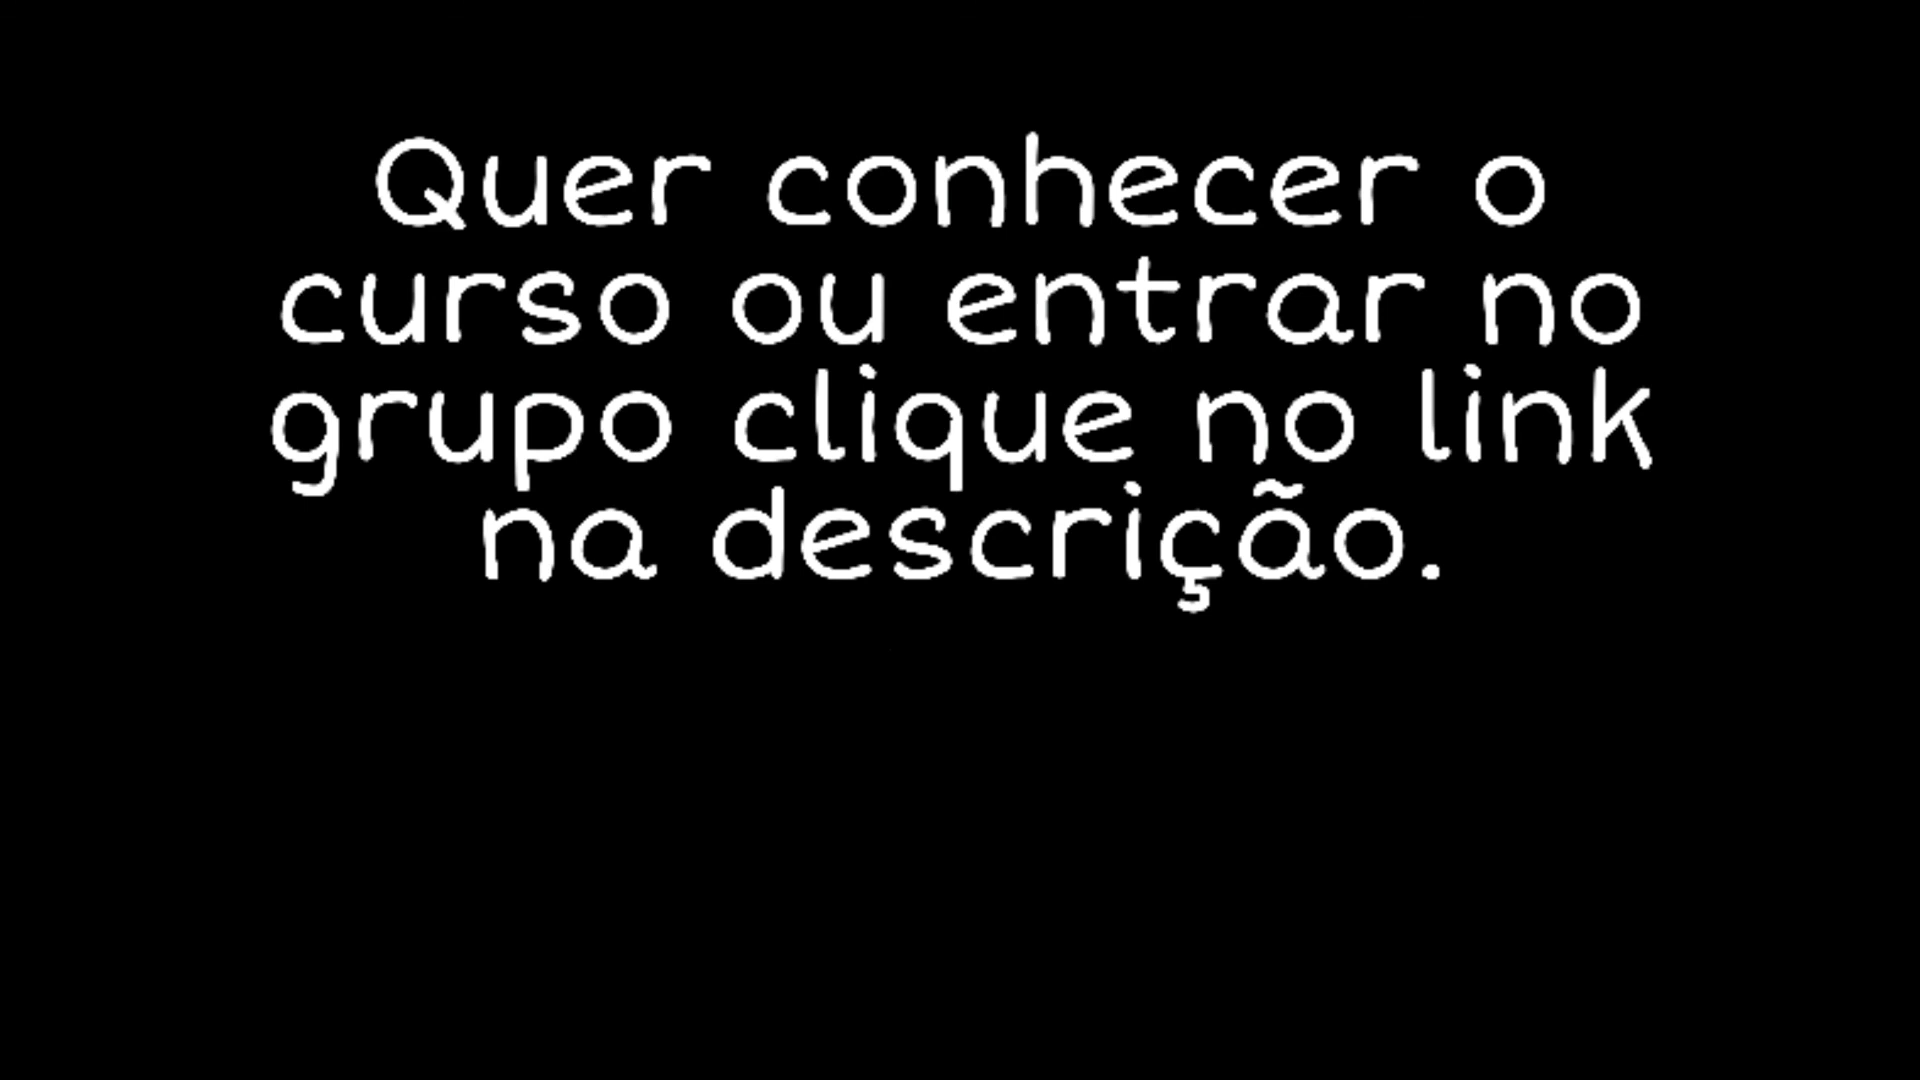 Quer conhecer o
curso ou entrar no
grupo clique no link
na descrição.